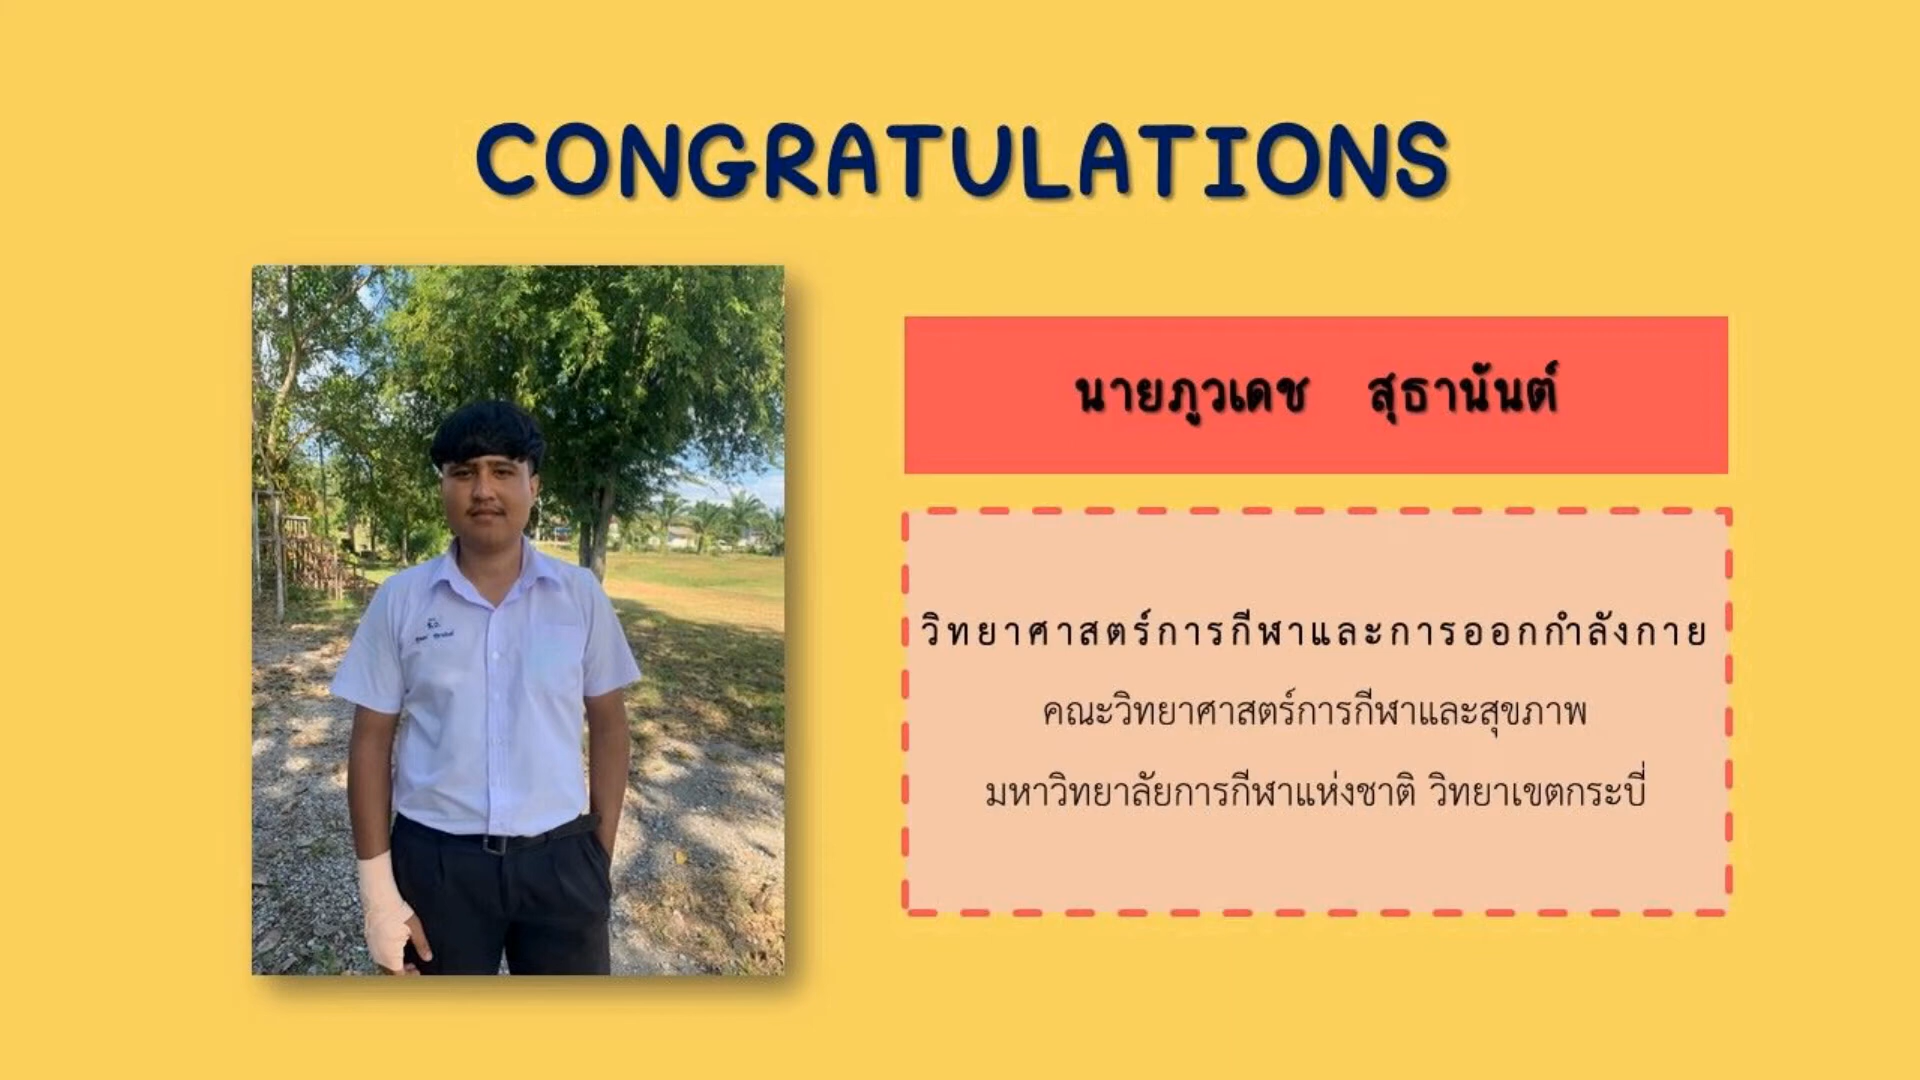 CONGRATULATIONS
นายภูวเดช สุธานันต์
วิทยาศาสตร์การกีฬาและการออกกำลังกาย
คณะวิทยาศาสตร์การกีฬาและสุขภาพ
มหาวิทยาลัยการกีฬาแห่งชาติ วิทยาเขตกระบี่